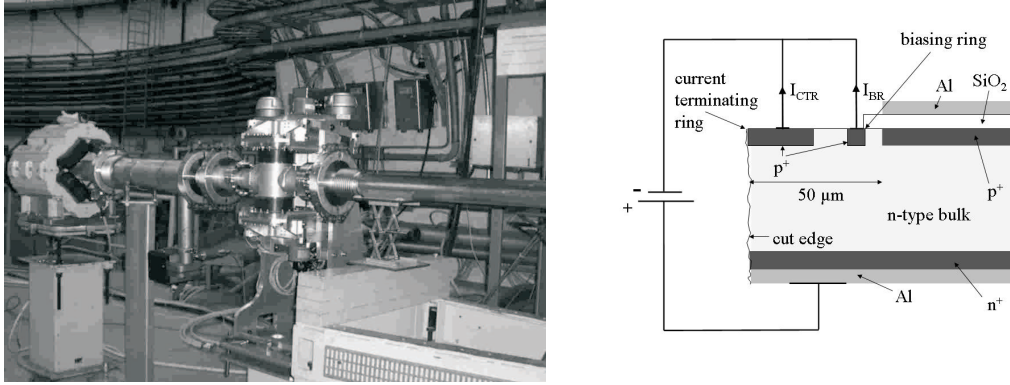 biasing ring
current
terminating
ring
I_CTR
I_BR
Al
SiO₂
p⁺
-
+
50 µm
p⁺
n-type bulk
cut edge
Al
n⁺